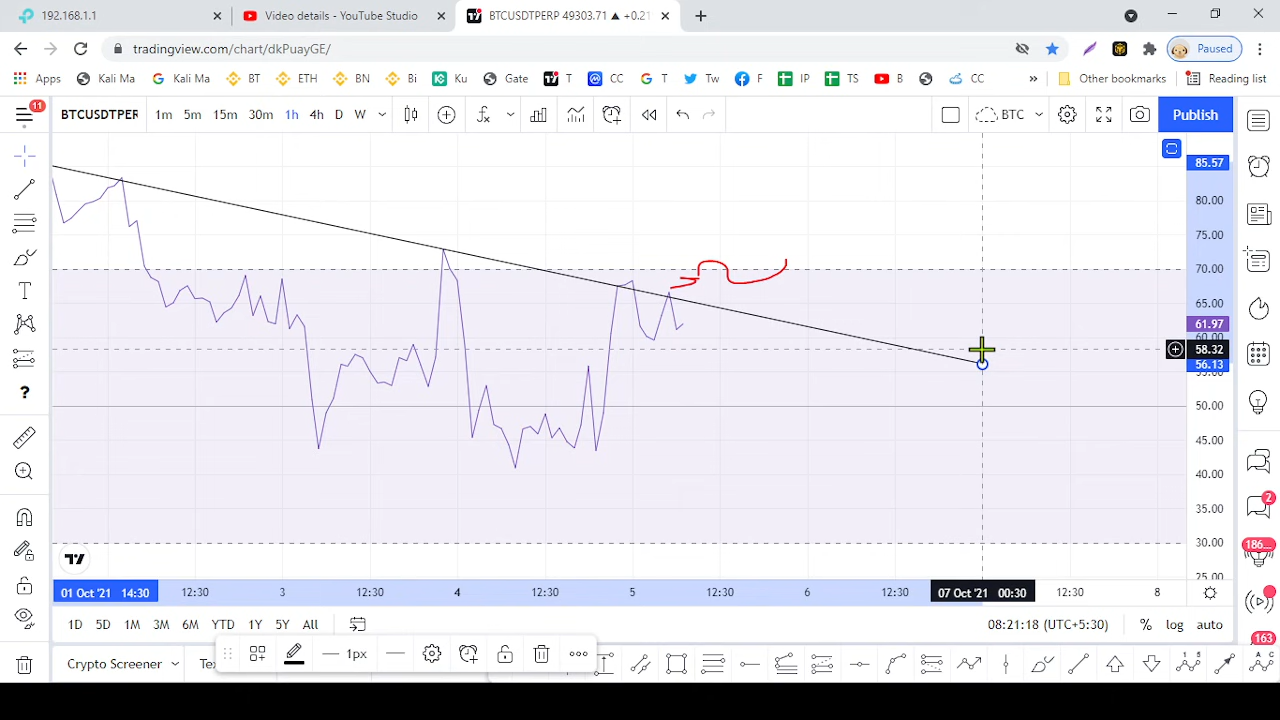 192.168.1.1
Video details - YouTube Studio
BTCUSDTPERP 49303.71 ▲ +0.21
tradingview.com/chart/dkPuayGE/
Paused
Apps Kali Ma Kali Ma BT ETH BN Bi Ku Gate T CC T Tw F IP TS B CC » Other bookmarks Reading list
11
BTCUSDTPER 1m 5m 15m 30m 1h 4h D W BTC Publish
85.57
80.00
75.00
70.00
65.00
61.97
58.32
56.13
50.00
45.00
40.00
35.00
30.00
01 Oct '21 14:30 12:30 3 12:30 4 12:30 5 12:30 6 12:30 07 Oct '21 00:30 12:30 8
1D 5D 1M 3M 6M YTD 1Y 5Y All 08:21:18 (UTC+5:30) % log auto
1px
Crypto Screener
2
163